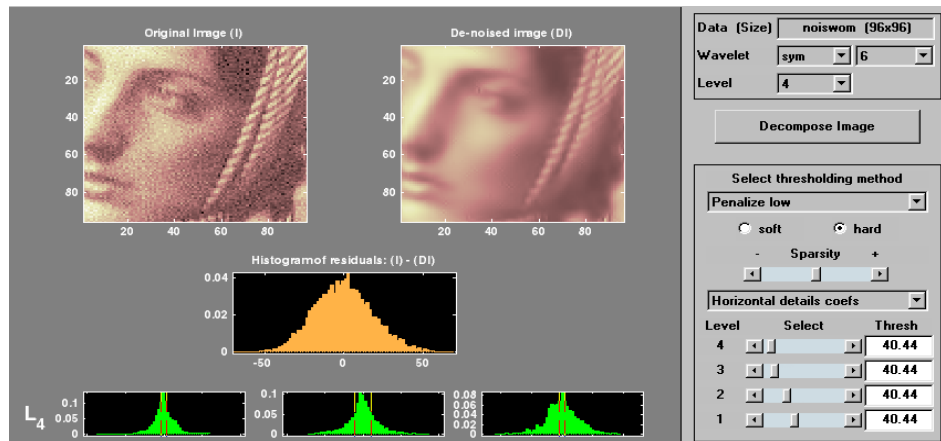 Original Image (I)
De-noised image (DI)
20
40
60
80
20 40 60 80
20
40
60
80
20 40 60 80
Histogramof residuals: (I) - (DI)
0.04
0.02
0
-50 0 50
L4
0.1
0.05
0
0.1
0.05
0
0.08
0.06
0.04
0.02
0
Data (Size) noiswom (96x96)
Wavelet sym 6
Level 4
Decompose Image
Select thresholding method
Penalize low
soft hard
- Sparsity +
Horizontal details coefs
Level Select Thresh
4 40.44
3 40.44
2 40.44
1 40.44